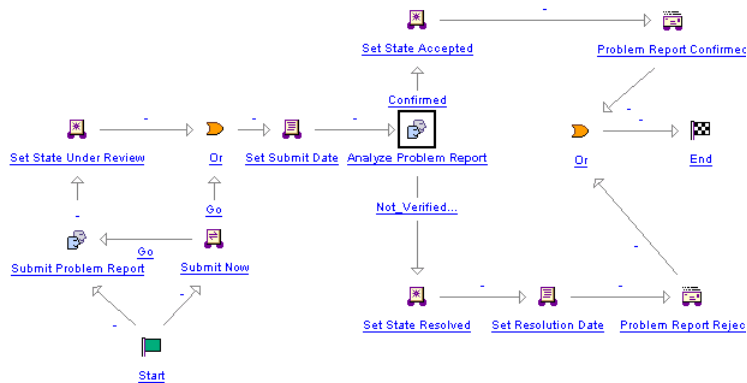 Set State Accepted
Problem Report Confirmed
Confirmed
Set State Under Review
Or
Set Submit Date
Analyze Problem Report
Or
End
Go
Not_Verified...
Go
Submit Problem Report
Submit Now
Set State Resolved
Set Resolution Date
Problem Report Rejec
Start